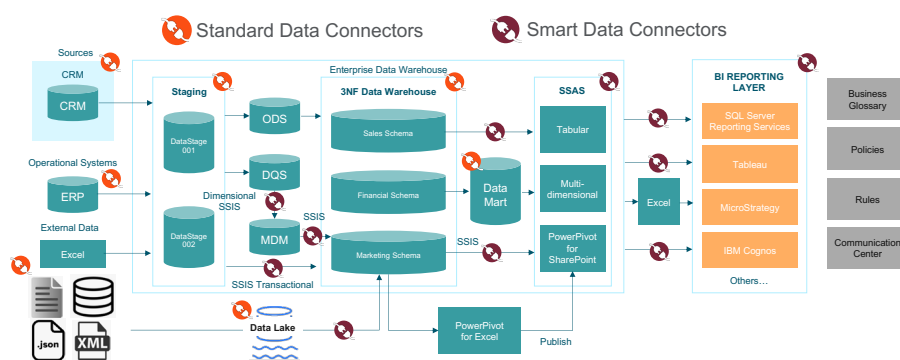 Standard Data Connectors
Smart Data Connectors
Sources
CRM
CRM
Operational Systems
ERP
External Data
Excel
.json
XML
Enterprise Data Warehouse
Staging
DataStage
001
DataStage
002
ODS
DQS
Dimensional
SSIS
MDM
SSIS
SSIS Transactional
3NF Data Warehouse
Sales Schema
Financial Schema
Marketing Schema
Data
Mart
SSIS
SSAS
Tabular
Multi-
dimensional
PowerPivot
for
SharePoint
Data Lake
PowerPivot
for Excel
Publish
Excel
BI REPORTING
LAYER
SQL Server
Reporting Services
Tableau
MicroStrategy
IBM Cognos
Others…
Business
Glossary
Policies
Rules
Communication
Center